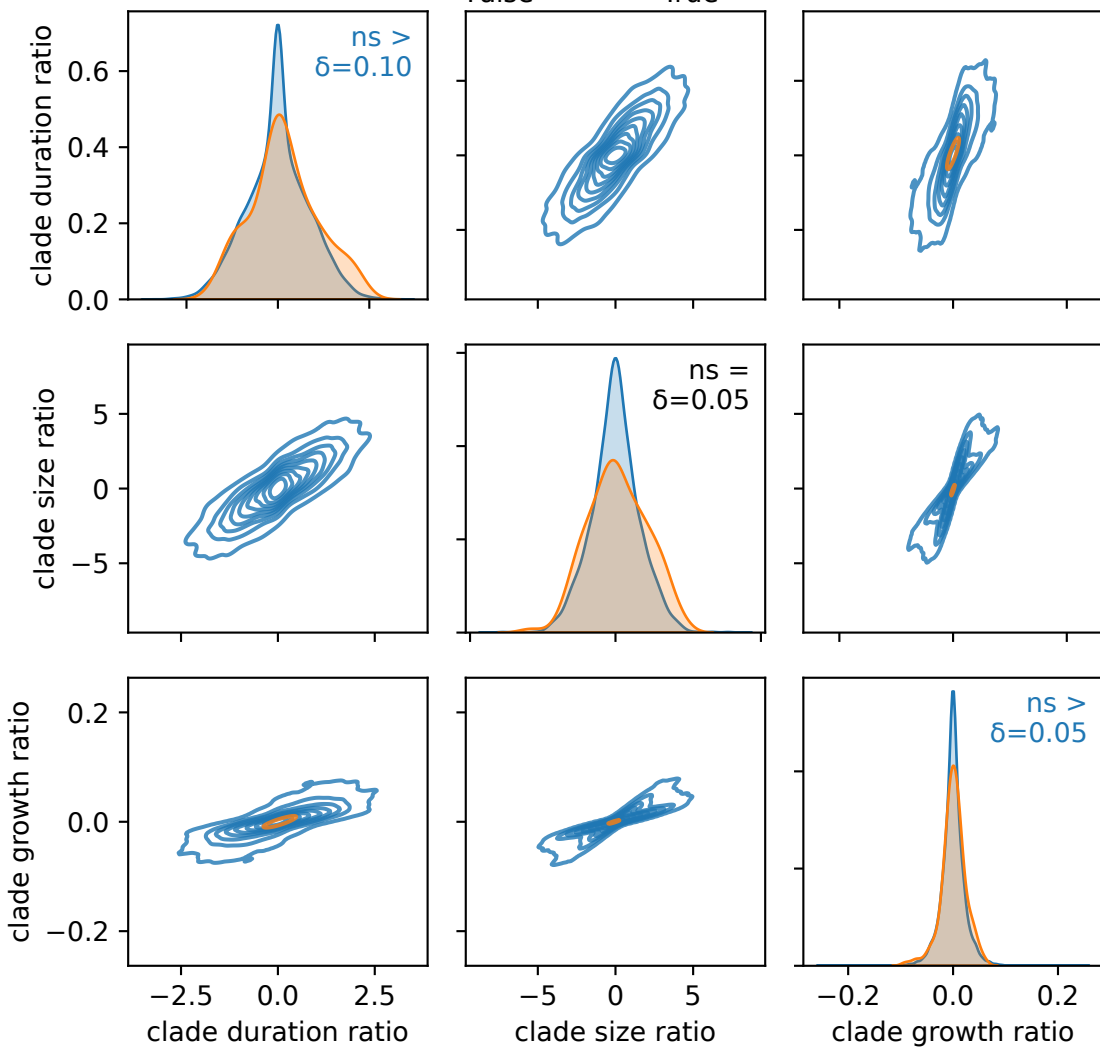 clade duration ratio
0.6
0.4
0.2
0.0
ns >
δ=0.10
clade size ratio
5
0
−5
ns =
δ=0.05
clade growth ratio
0.2
0.0
−0.2
ns >
δ=0.05
−2.5 0.0 2.5
−5 0 5
−0.2 0.0 0.2
clade duration ratio
clade size ratio
clade growth ratio